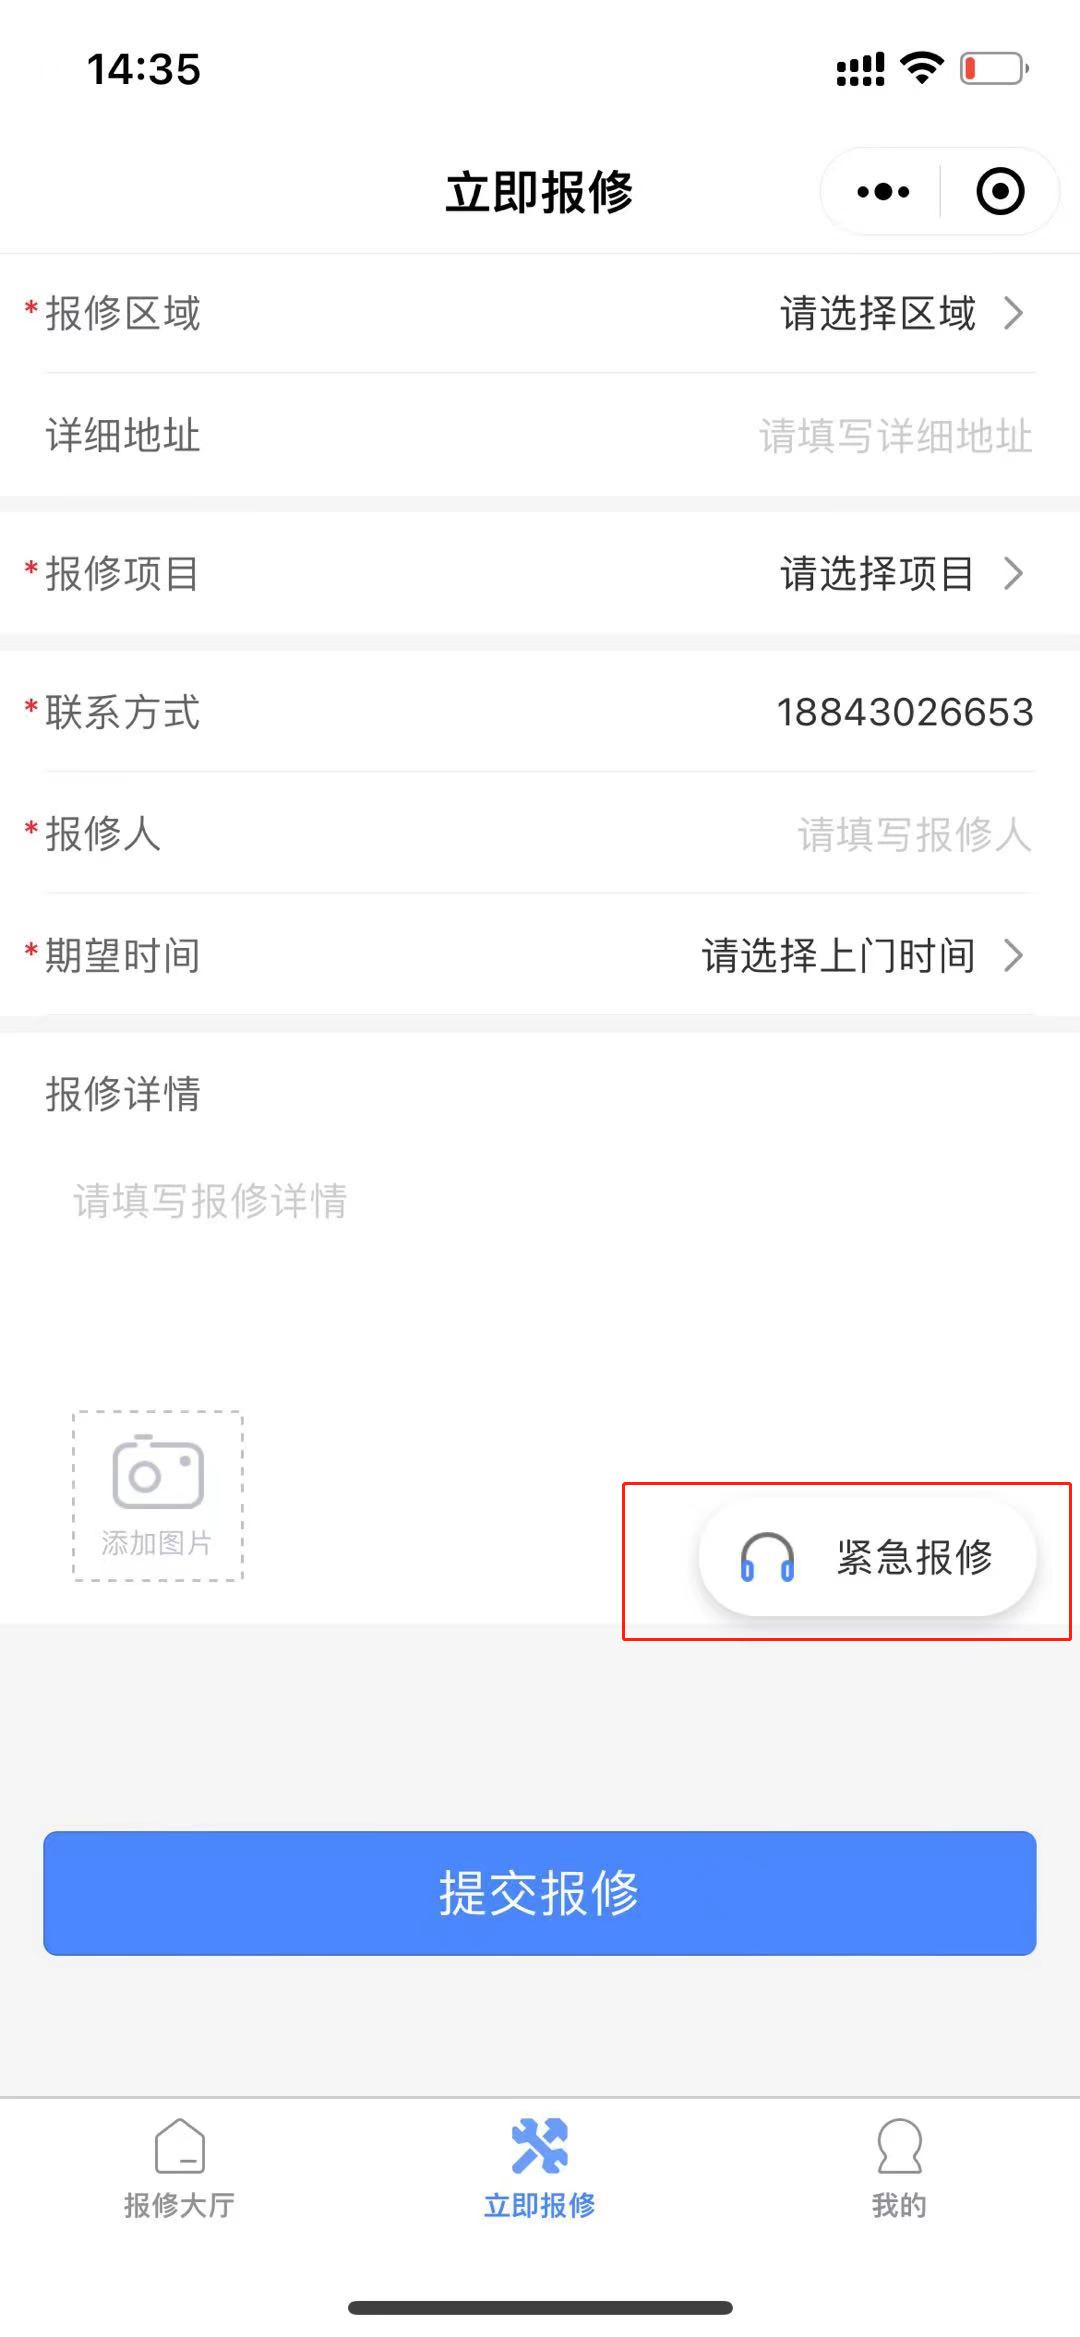 14:35
立即报修
*报修区域 请选择区域
详细地址 请填写详细地址
*报修项目 请选择项目
*联系方式 18843026653
*报修人 请填写报修人
*期望时间 请选择上门时间
报修详情
请填写报修详情
添加图片
紧急报修
提交报修
报修大厅 立即报修 我的